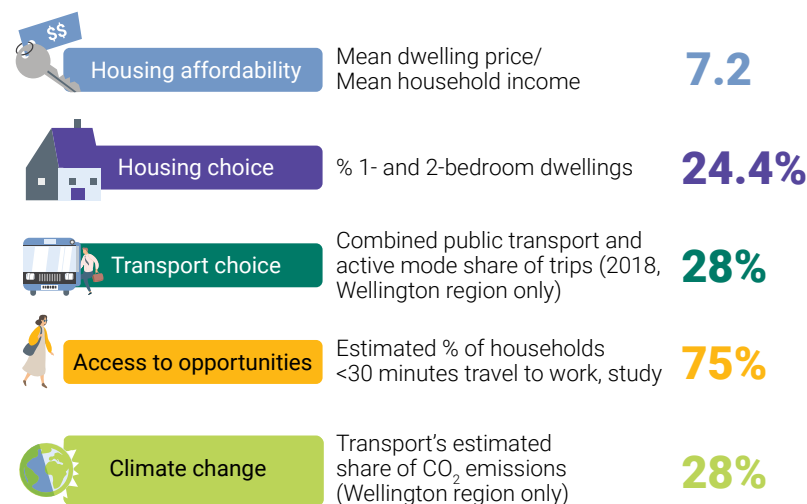 $$
Housing affordability
Mean dwelling price/
Mean household income
7.2
Housing choice
% 1- and 2-bedroom dwellings
24.4%
Transport choice
Combined public transport and
active mode share of trips (2018,
Wellington region only)
28%
Access to opportunities
Estimated % of households
<30 minutes travel to work, study
75%
Climate change
Transport’s estimated
share of CO₂ emissions
(Wellington region only)
28%